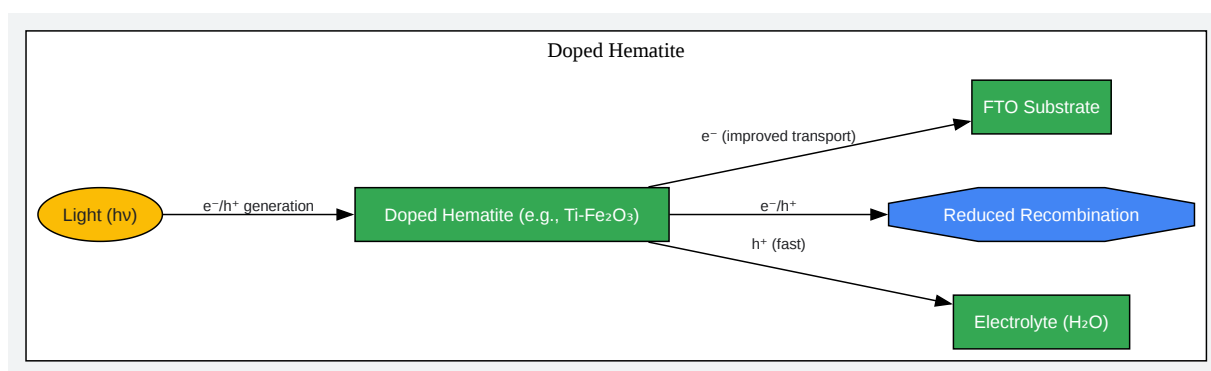 Doped Hematite
FTO Substrate
e⁻ (improved transport)
Light (hν)
e⁻/h⁺ generation
Doped Hematite (e.g., Ti-Fe₂O₃)
e⁻/h⁺
Reduced Recombination
h⁺ (fast)
Electrolyte (H₂O)